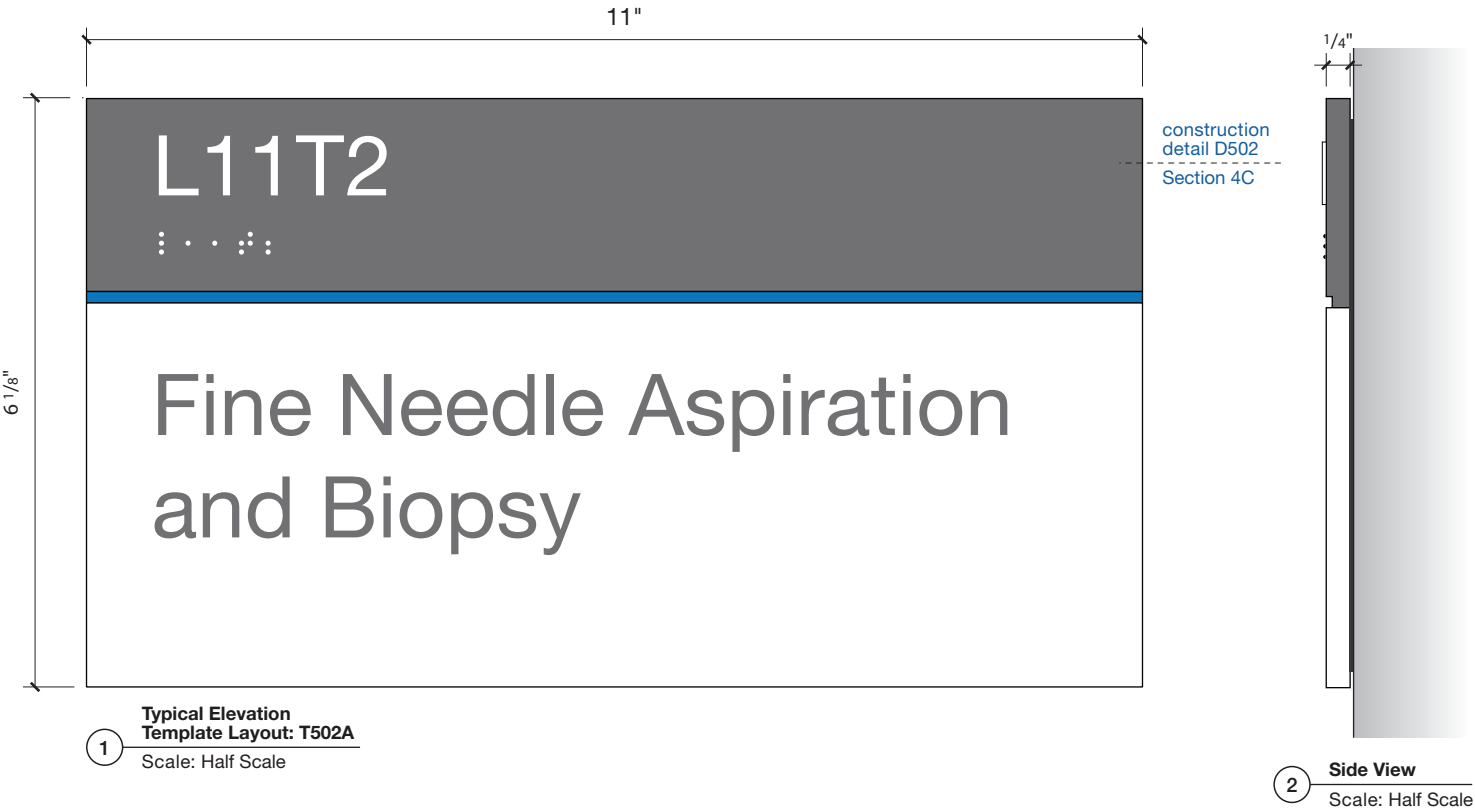 11"
1/4"
6 1/8"
L11T2
construction
detail D502
Section 4C
Fine Needle Aspiration
and Biopsy
1
Typical Elevation
Template Layout: T502A
Scale: Half Scale
2
Side View
Scale: Half Scale